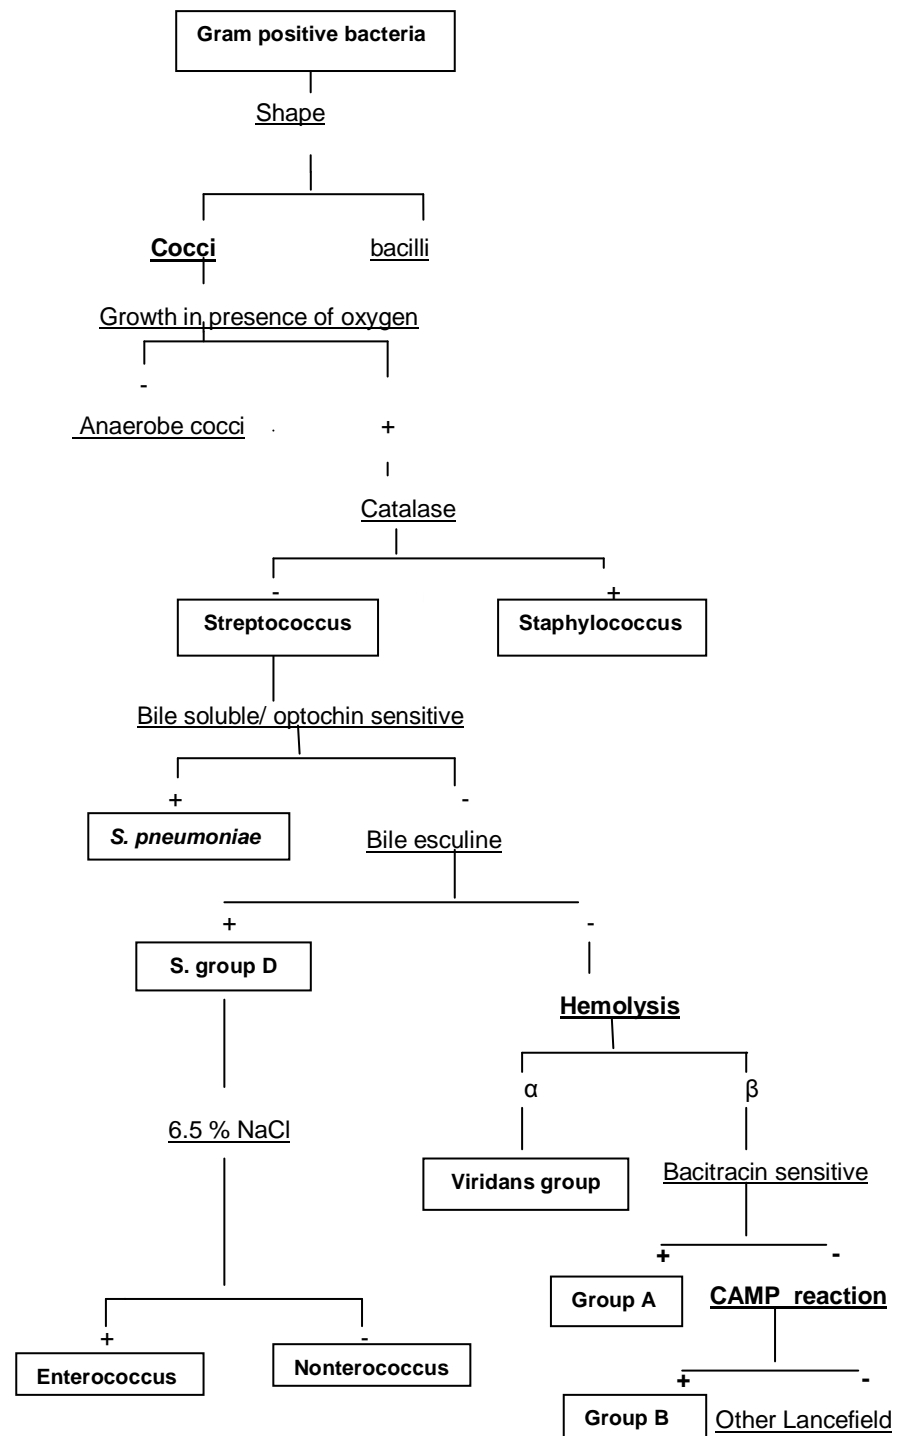 Gram positive bacteria
Shape
Cocci bacilli
Growth in presence of oxygen
-
Anaerobe cocci . +
Catalase
- +
Streptococcus Staphylococcus
Bile soluble/ optochin sensitive
+ -
S. pneumoniae Bile esculine
+ -
S. group D
Hemolysis
α β
6.5 % NaCl
Viridans group Bacitracin sensitive
+ -
Group A CAMP reaction
+ -
Enterococcus Nonterococcus
+ -
Group B Other Lancefield